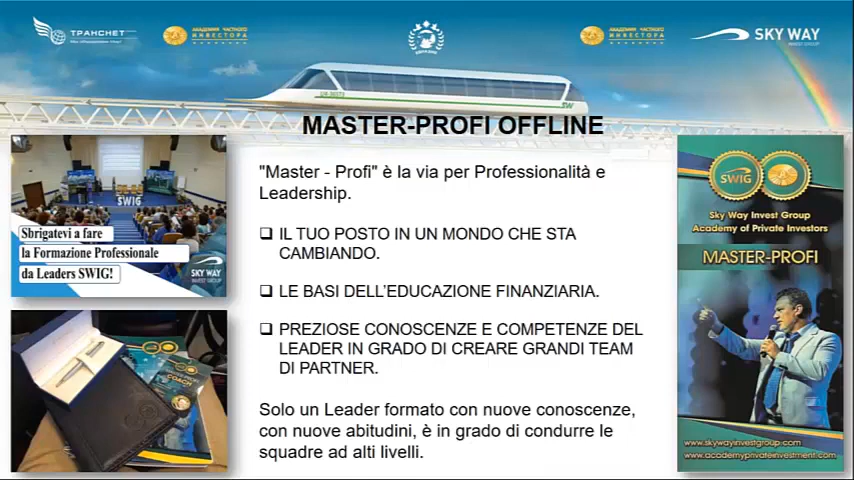 ТРАНСНЕТ
АКАДЕМИЯ ЧАСТНОГО
ИНВЕСТОРА
АКАДЕМИЯ ЧАСТНОГО
ИНВЕСТОРА
SKY WAY
INVEST GROUP
SW
MASTER-PROFI OFFLINE
"Master - Profi" è la via per Professionalità e
Leadership.
IL TUO POSTO IN UN MONDO CHE STA
CAMBIANDO.
LE BASI DELL'EDUCAZIONE FINANZIARIA.
PREZIOSE CONOSCENZE E COMPETENZE DEL
LEADER IN GRADO DI CREARE GRANDI TEAM
DI PARTNER.
Solo un Leader formato con nuove conoscenze,
con nuove abitudini, è in grado di condurre le
squadre ad alti livelli.
SWIG
Sbrigatevi a fare
la Formazione Professionale
da Leaders SWIG!
SKY WAY
INVEST GROUP
COACH
SWIG
Sky Way Invest Group
Academy of Private Investors
MASTER-PROFI
www.skywayinvestgroup.com
www.academyprivateinvestment.com